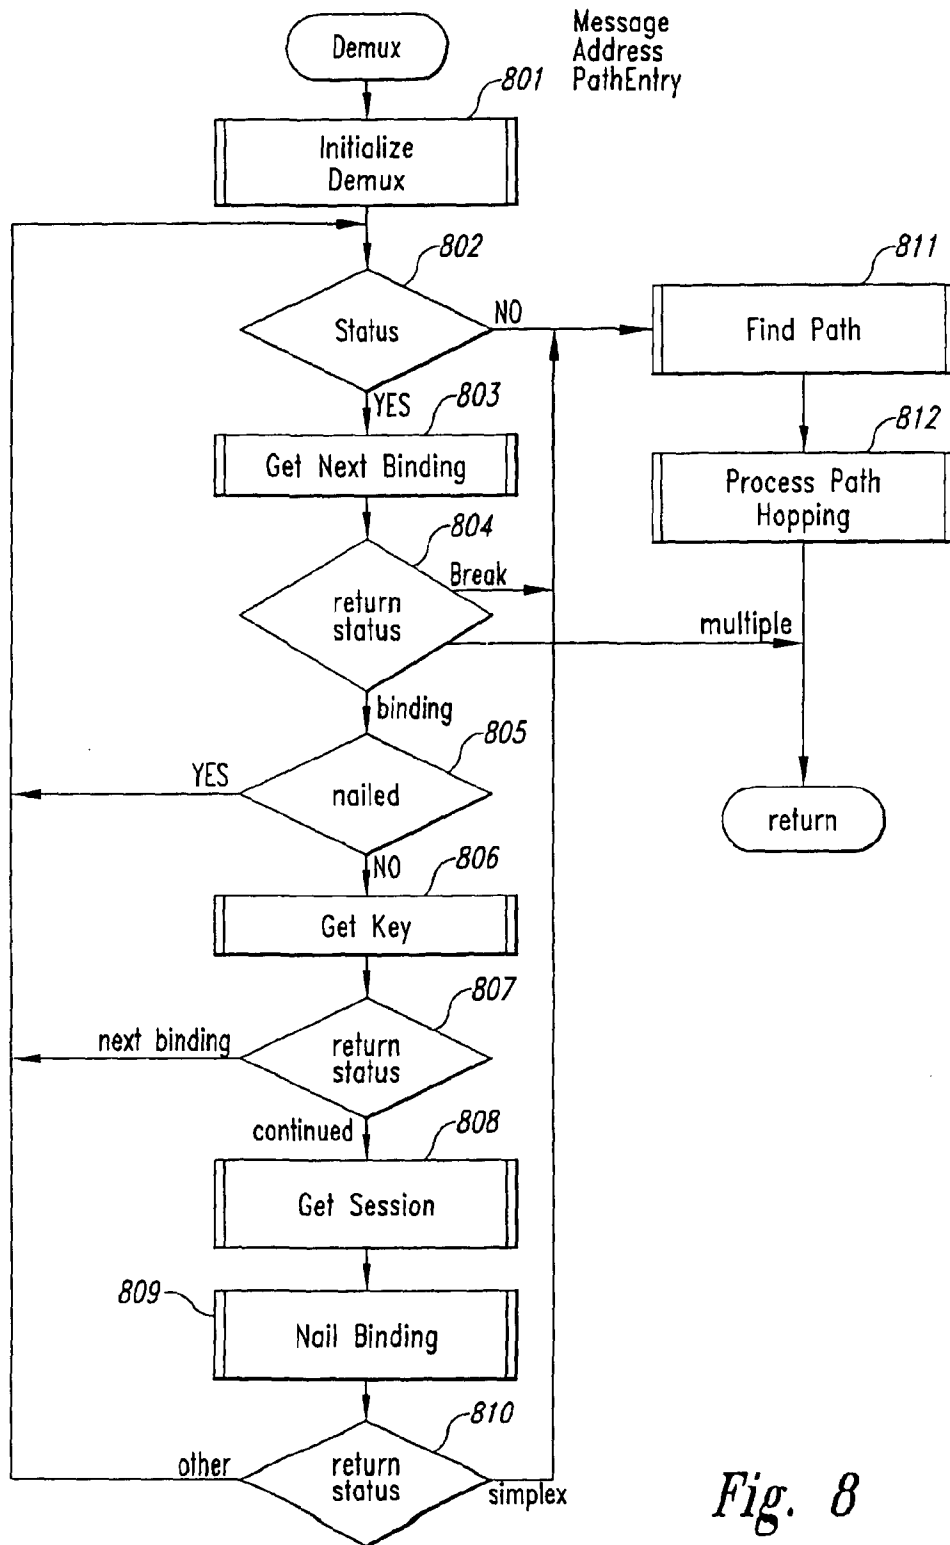 Demux
Message
Address
PathEntry
801
Initialize
Demux
802
Status
NO
YES
811
Find Path
803
Get Next Binding
812
Process Path
Hopping
804
return
status
Break
multiple
binding
805
nailed
YES
NO
return
806
Get Key
807
return
status
next binding
continued
808
Get Session
809
Nail Binding
810
return
status
other
simplex
Fig. 8